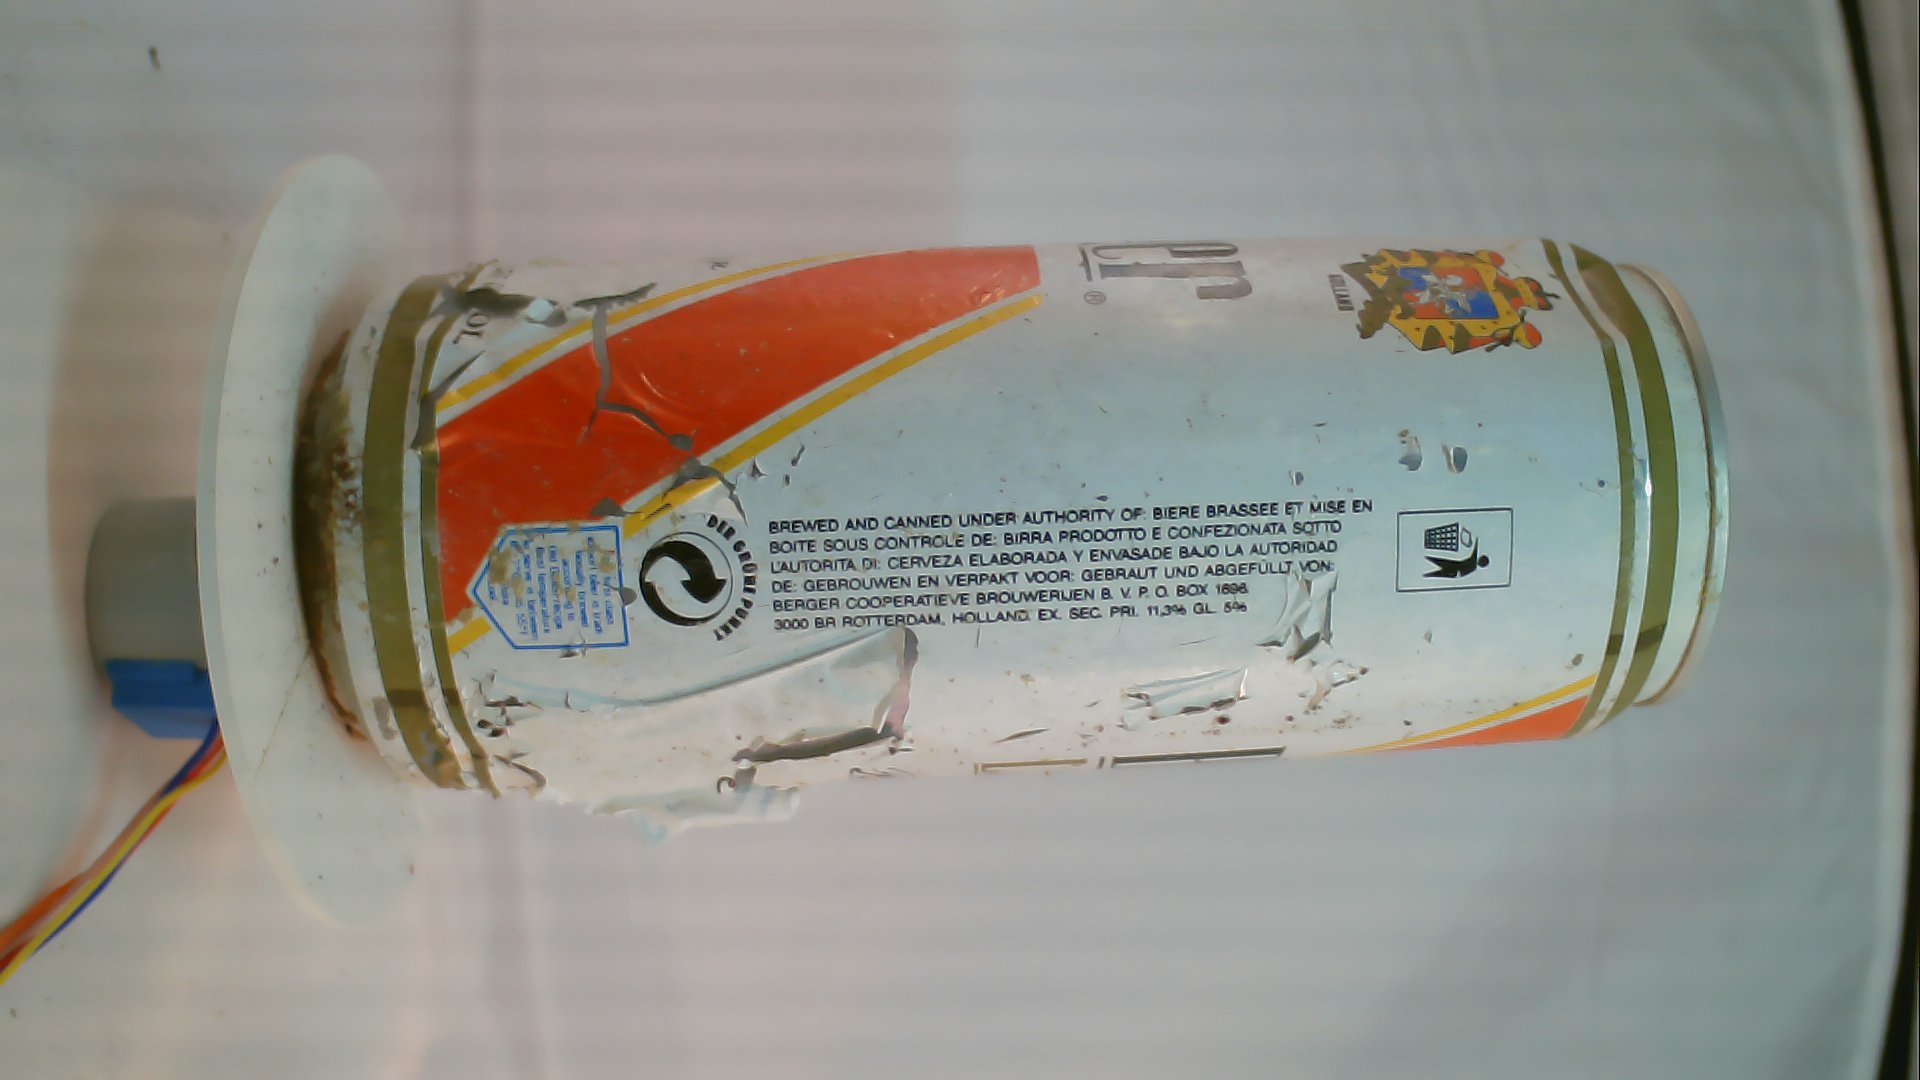 HOLLAND
®
DER GRÜNE PUNKT
BREWED AND CANNED UNDER AUTHORITY OF: BIERE BRASSEE ET MISE EN
BOITE SOUS CONTROLE DE: BIRRA PRODOTTO E CONFEZIONATA SOTTO
L'AUTORITA DI: CERVEZA ELABORADA Y ENVASADE BAJO LA AUTORIDAD
DE: GEBROUWEN EN VERPAKT VOOR: GEBRAUT UND ABGEFÜLLT VON:
BERGER COOPERATIEVE BROUWERIJEN B. V. P. O. BOX
3000 BR ROTTERDAM, HOLLAND. EX. SEC. PRI. 11,3% GL. 5%